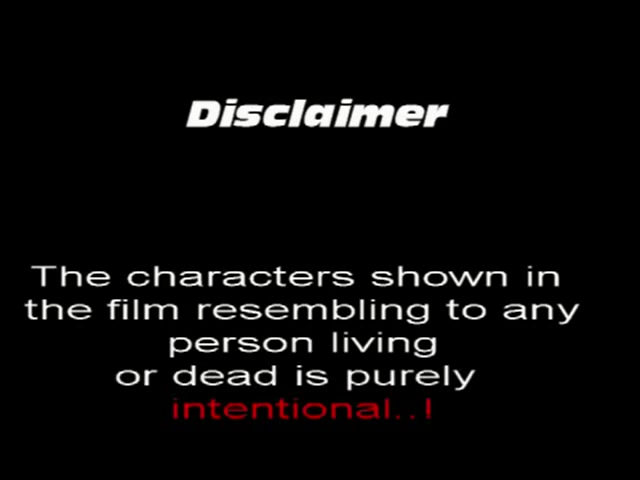 Disclaimer
The characters shown in
the film resembling to any
person living
or dead is purely
intentional..!